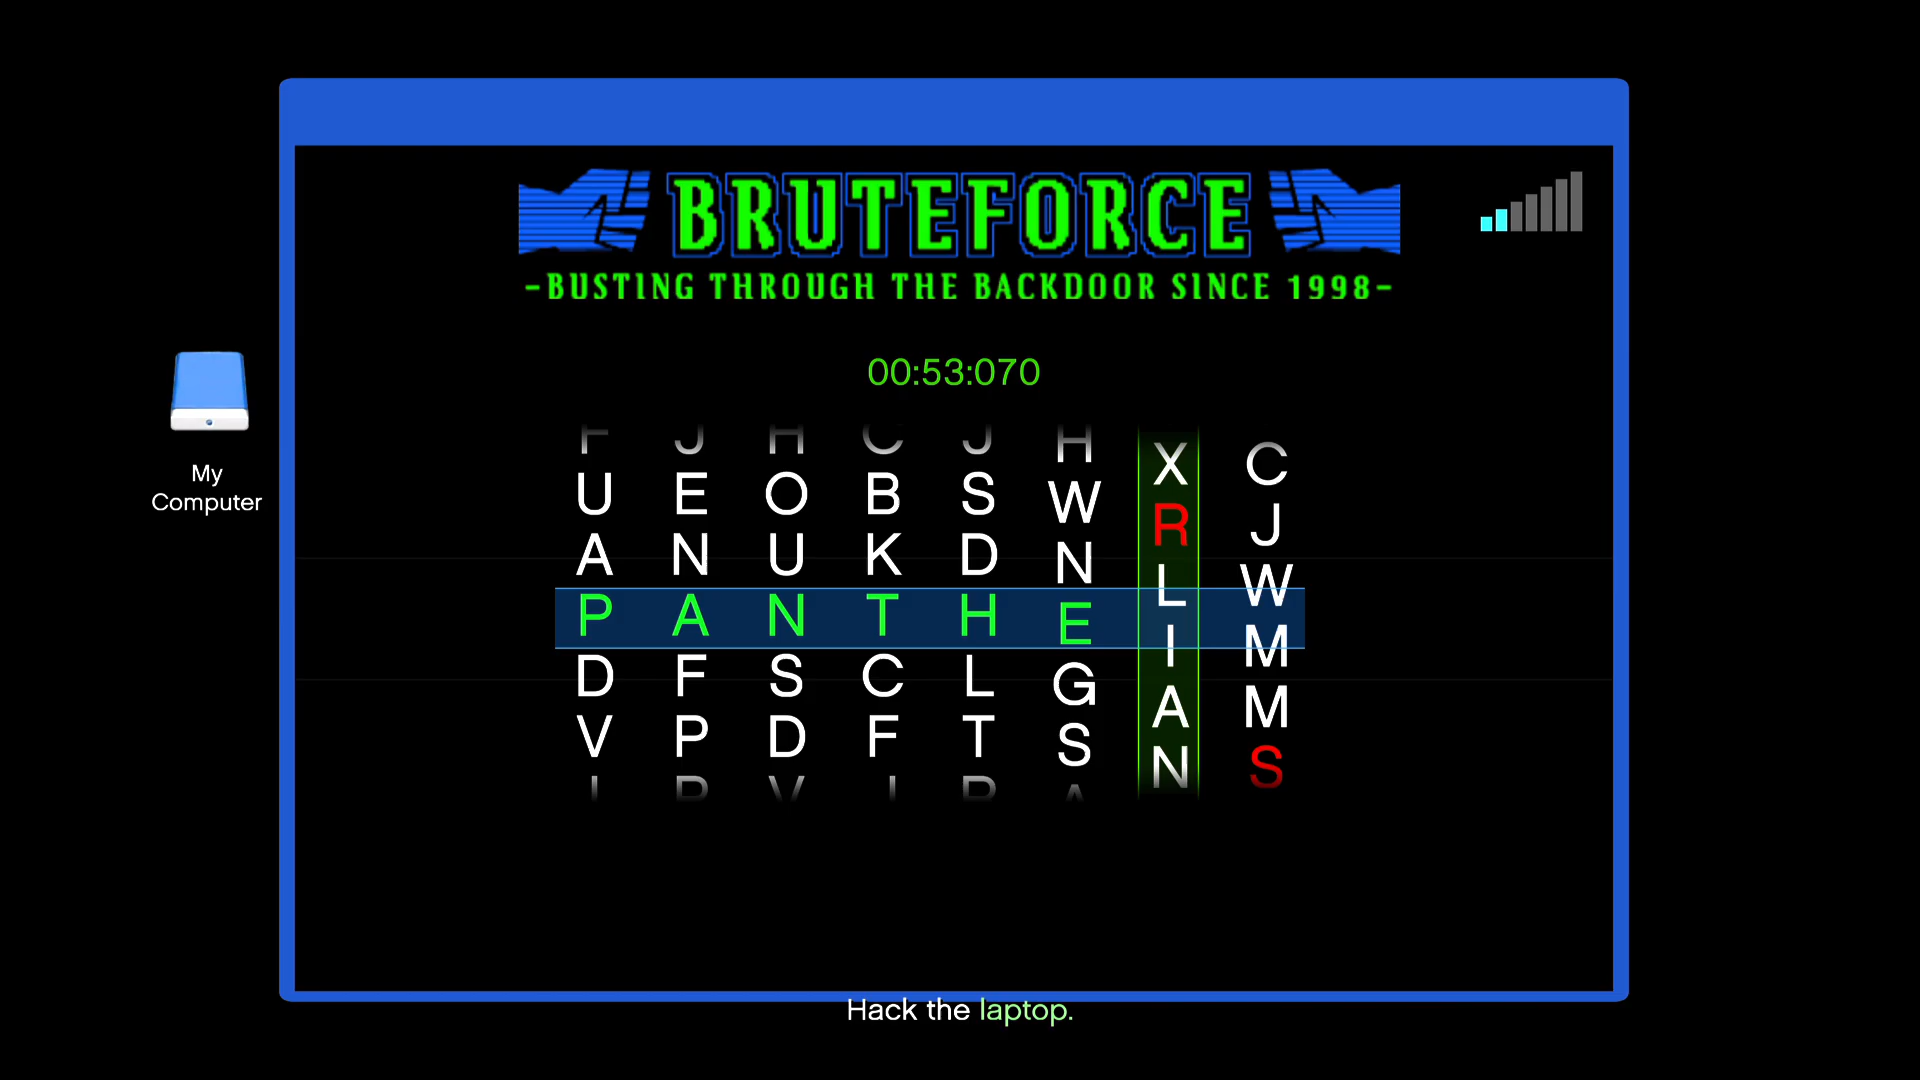 BRUTEFORCE
-BUSTING THROUGH THE BACKDOOR SINCE 1998-
00:53:070
F J H C J H X C
U E O B S W R J
A N U K D N L W
P A N T H E I M
D F S C L G A M
V P D F T S N S
My
Computer
Hack the laptop.